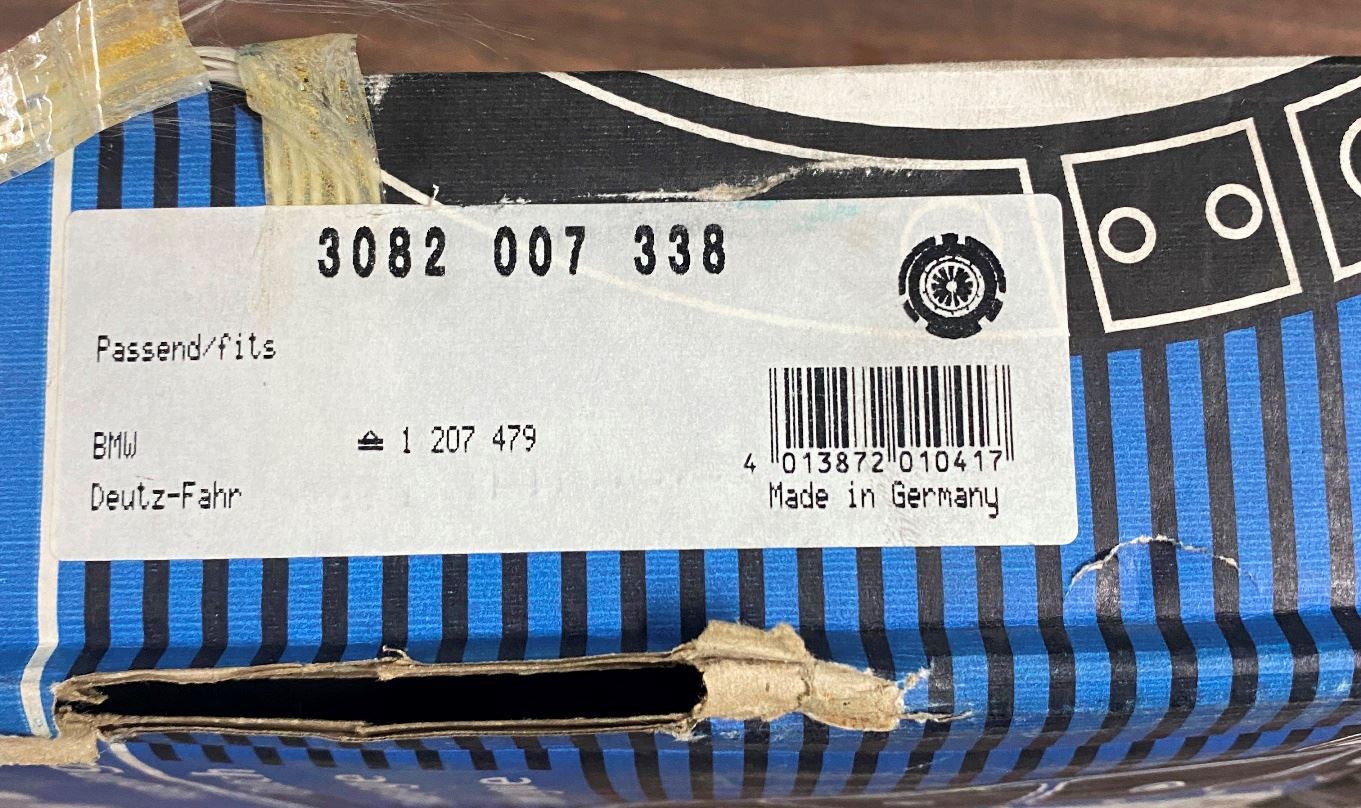 3082 007 338
Passend/fits
BMW ≙ 1 207 479
Deutz-Fahr
4 013872 010417
Made in Germany